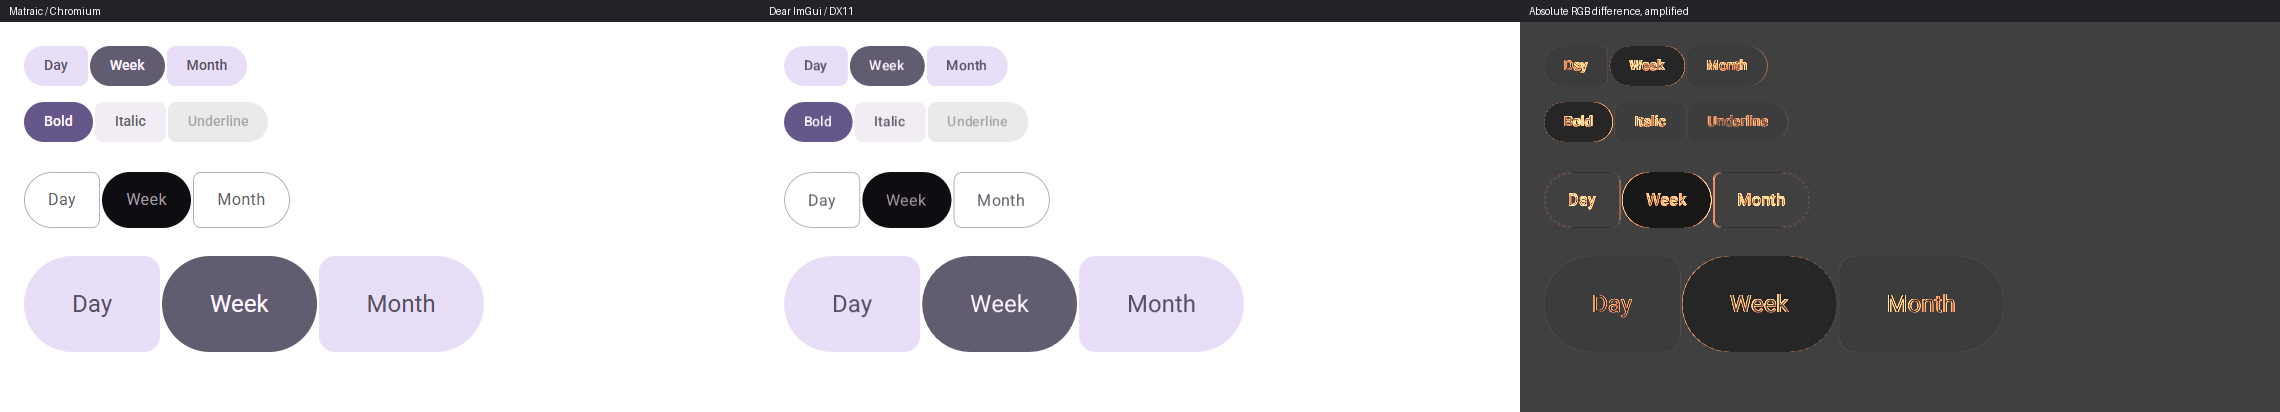 Matraic / Chromium
Dear ImGui / DX11
Absolute RGB difference, amplified
Day Week Month
Day Week Month
Day Week Month
Bold Italic Underline
Bold Italic Underline
Bold Italic Underline
Day Week Month
Day Week Month
Day Week Month
Day Week Month
Day Week Month
Day Week Month